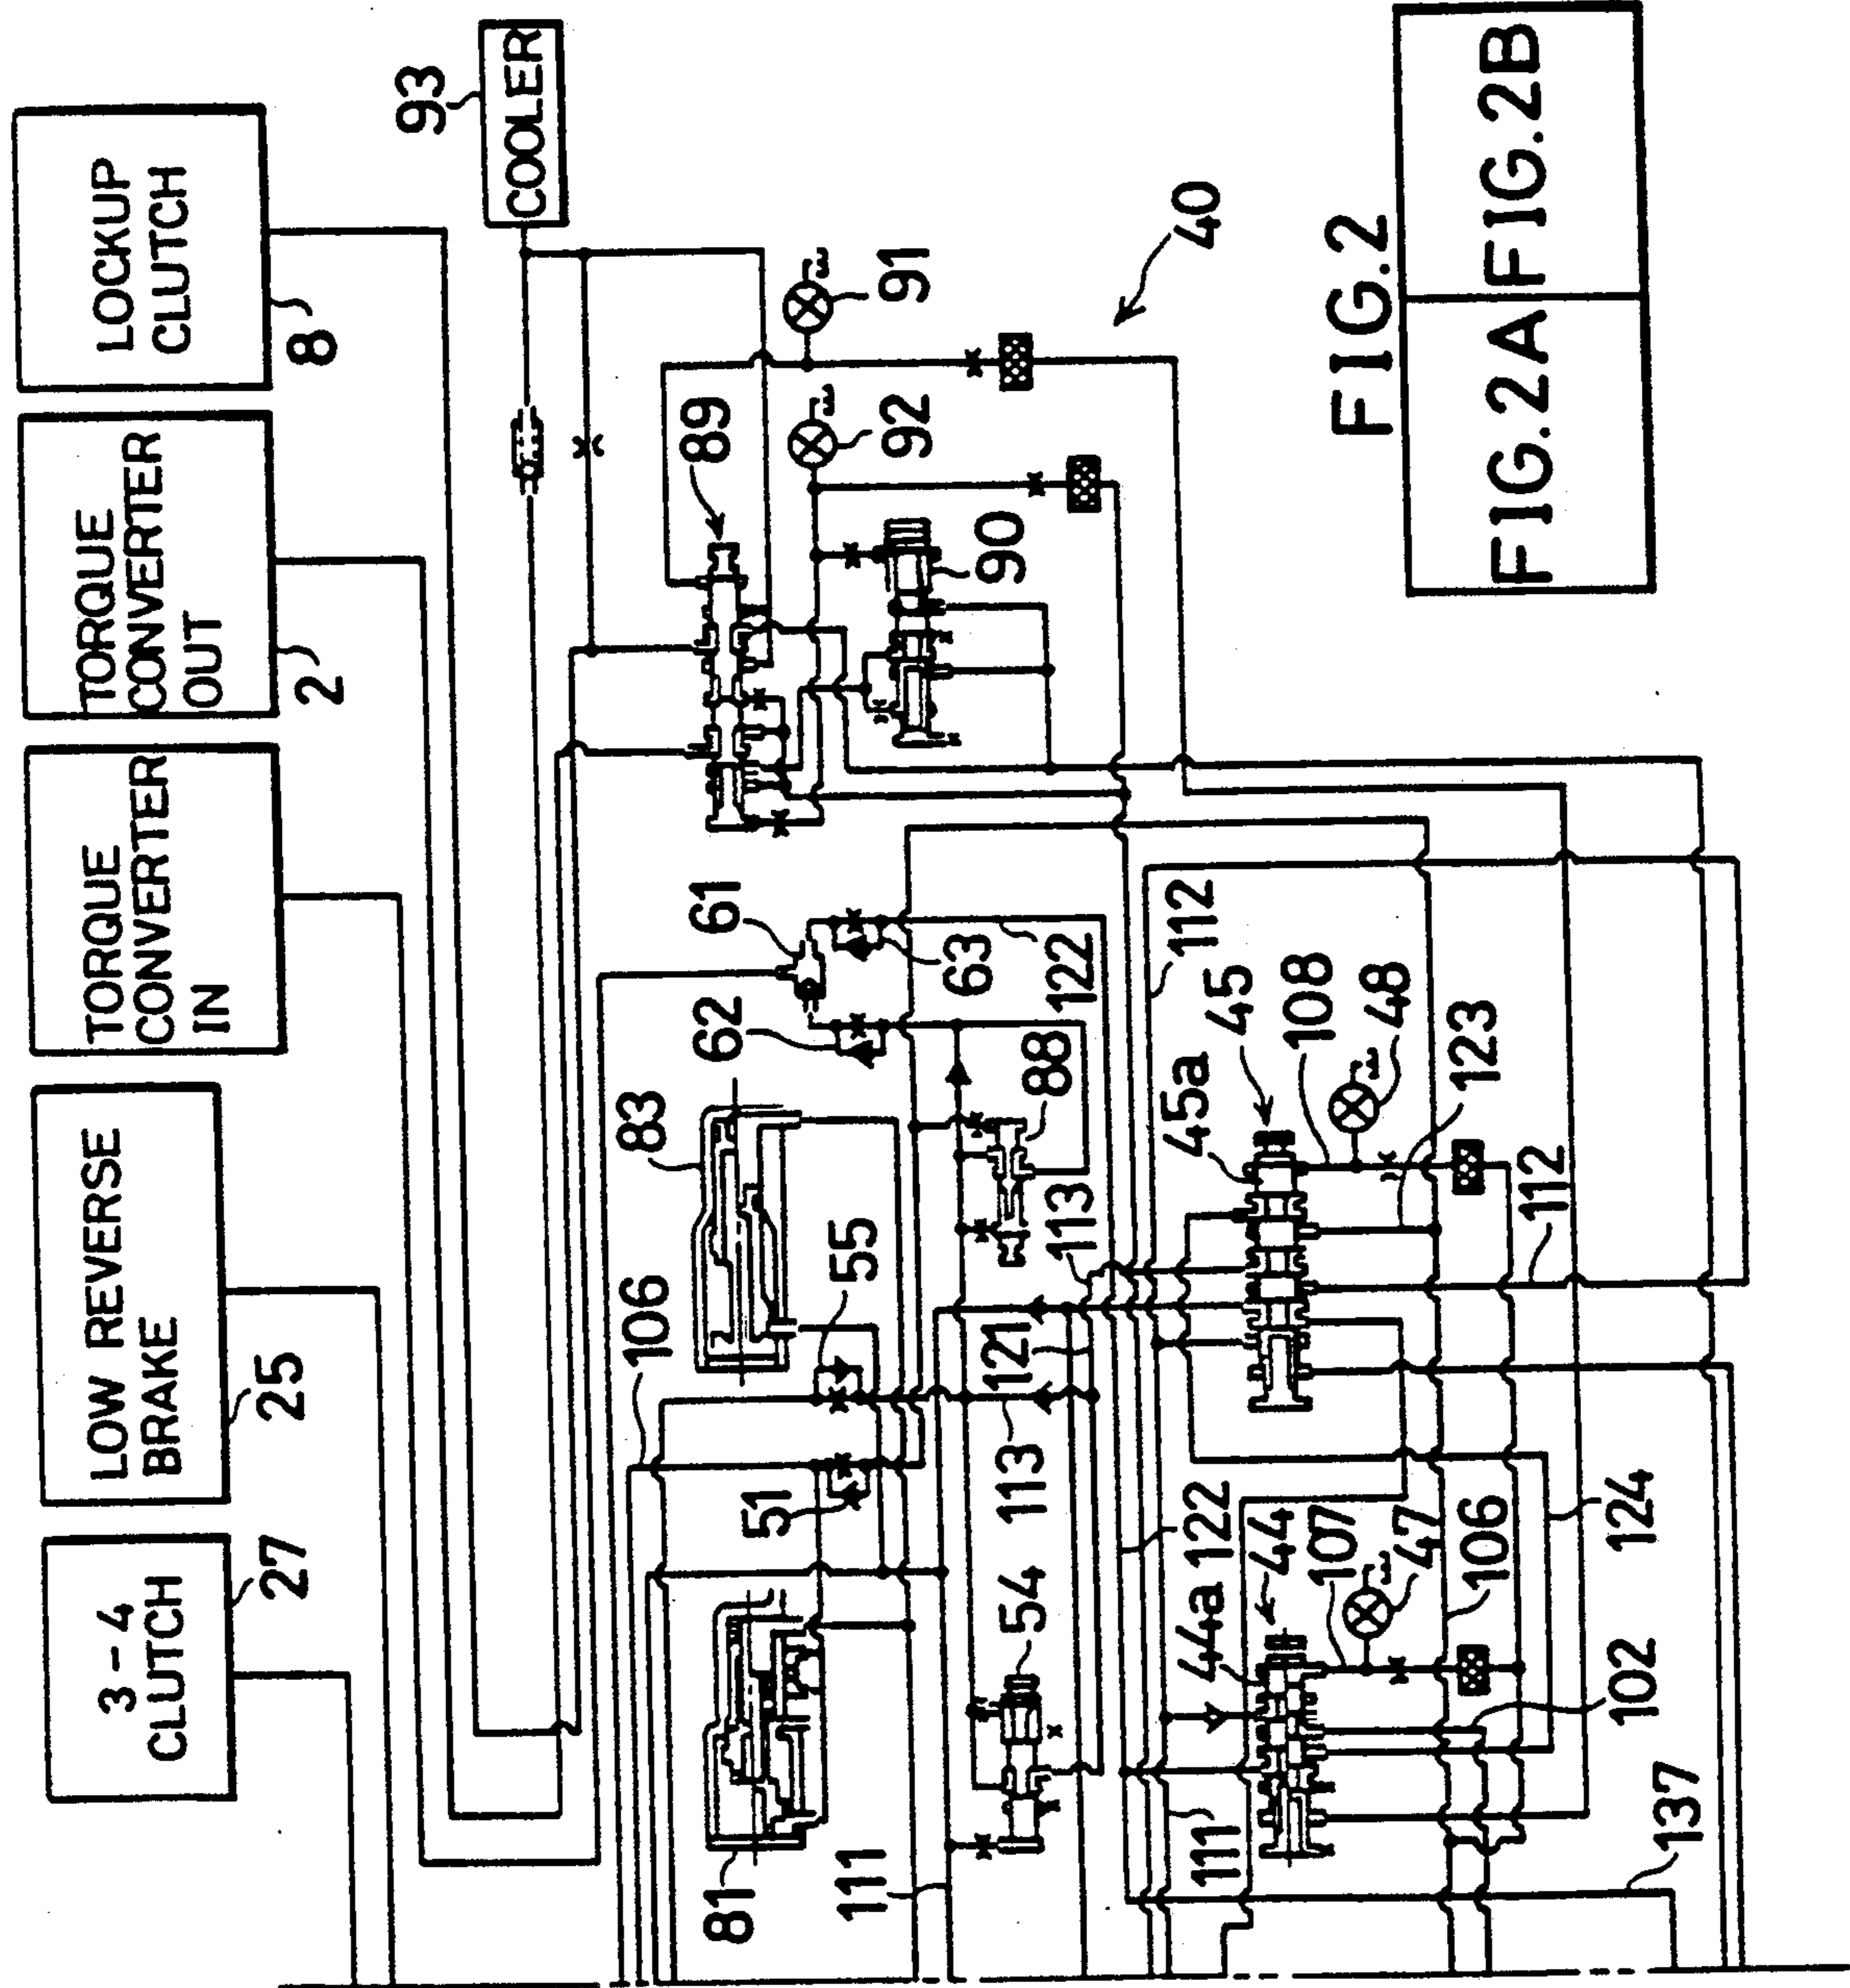 3-4
CLUTCH
27
LOW REVERSE
BRAKE
25
TORQUE
CONVERTER
IN
TORQUE
CONVERTER
OUT
2
LOCKUP
CLUTCH
8
93
COOLER
81
83
106
51
55
62
61
63
89
91
92
90
40
111
54
113
121
113
88
122
112
111
122
44a
44
107
47
106
102
124
137
45a
45
108
48
123
112
FIG.2
FIG.2A
FIG.2B